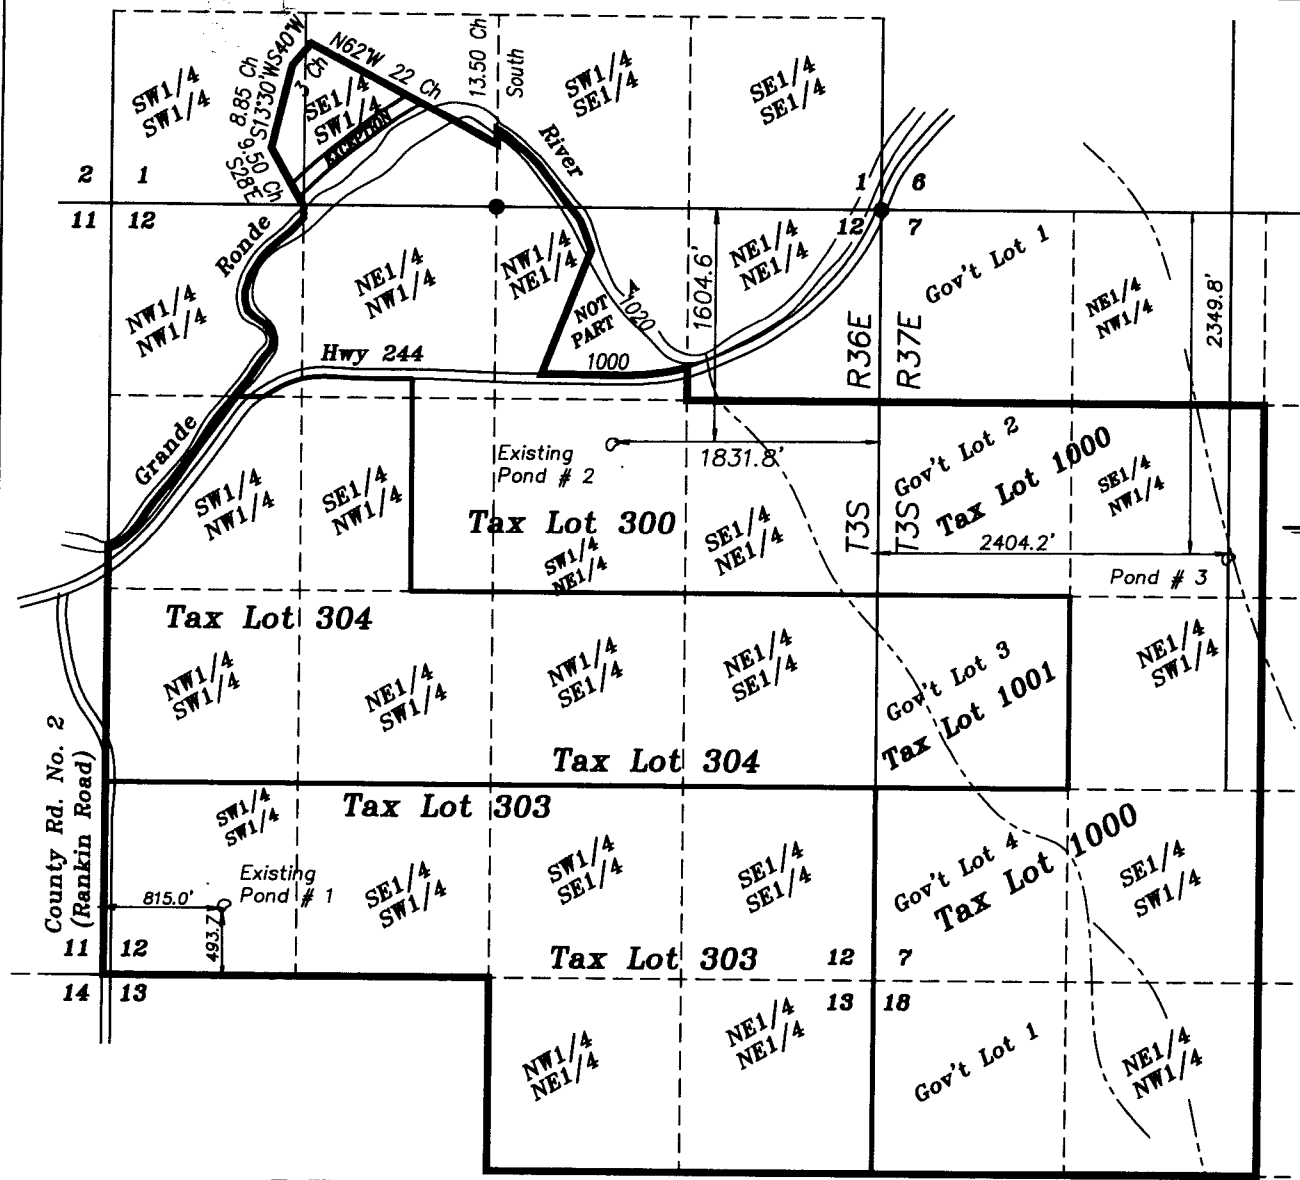 SW1/4
SW1/4
8.85 Ch
S13°30'W
S40°W
3 Ch
N62°W 22 Ch
13.50 Ch
South
SE1/4
SW1/4
EXCEPTION
9.50 Ch
S28°E
SW1/4
SE1/4
SE1/4
SE1/4
River
2 1
11 12
1 6
12 7
Ronde
NE1/4
NW1/4
NW1/4
NE1/4
NE1/4
NE1/4
Gov't Lot 1
NW1/4
NW1/4
NOT A
PART
1020
1604.6'
NE1/4
NW1/4
2349.8'
R36E
R37E
Hwy 244
1000
Grande
Existing
Pond # 2
1831.8'
Gov't Lot 2
Tax Lot 1000
SE1/4
NW1/4
SW1/4
NW1/4
SE1/4
NW1/4
Tax Lot 300
SW1/4
NE1/4
SE1/4
NE1/4
T3S
T3S
2404.2'
Pond # 3
Tax Lot 304
NW1/4
SW1/4
NE1/4
SW1/4
NW1/4
SE1/4
NE1/4
SE1/4
Gov't Lot 3
Tax Lot 1001
NE1/4
SW1/4
County Rd. No. 2
(Rankin Road)
Tax Lot 304
Tax Lot 303
SW1/4
SW1/4
Existing
Pond # 1
815.0'
493.7'
SE1/4
SW1/4
SW1/4
SE1/4
SE1/4
SE1/4
Gov't Lot 4
Tax Lot 1000
SE1/4
SW1/4
Tax Lot 303
11 12
14 13
12 7
13 18
NW1/4
NE1/4
NE1/4
NE1/4
Gov't Lot 1
NE1/4
NW1/4